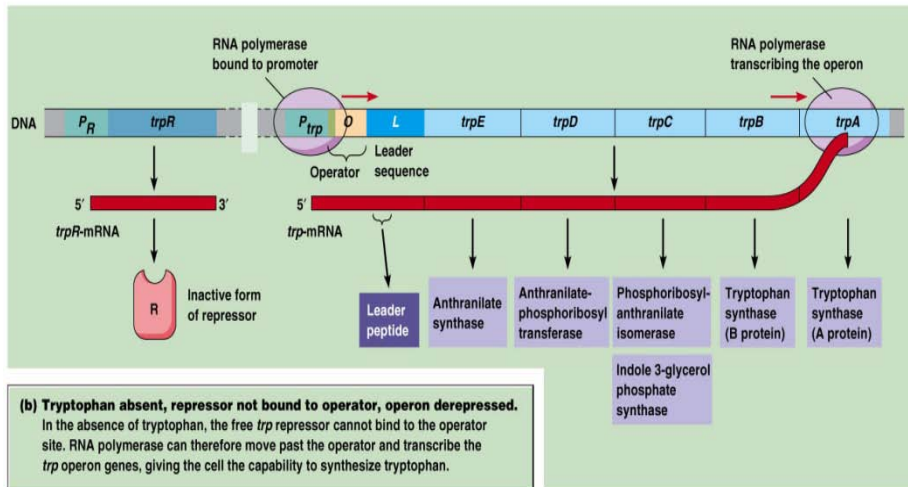 RNA polymerase
bound to promoter
RNA polymerase
transcribing the operon
DNA
P_R
trpR
P_trp
O
L
trpE
trpD
trpC
trpB
trpA
Operator
Leader
sequence
5′
3′
trpR-mRNA
5′
trp-mRNA
R
Inactive form
of repressor
Leader
peptide
Anthranilate
synthase
Anthranilate-
phosphoribosyl
transferase
Phosphoribosyl-
anthranilate
isomerase
Indole 3-glycerol
phosphate
synthase
Tryptophan
synthase
(B protein)
Tryptophan
synthase
(A protein)
(b) Tryptophan absent, repressor not bound to operator, operon derepressed.
In the absence of tryptophan, the free trp repressor cannot bind to the operator
site. RNA polymerase can therefore move past the operator and transcribe the
trp operon genes, giving the cell the capability to synthesize tryptophan.